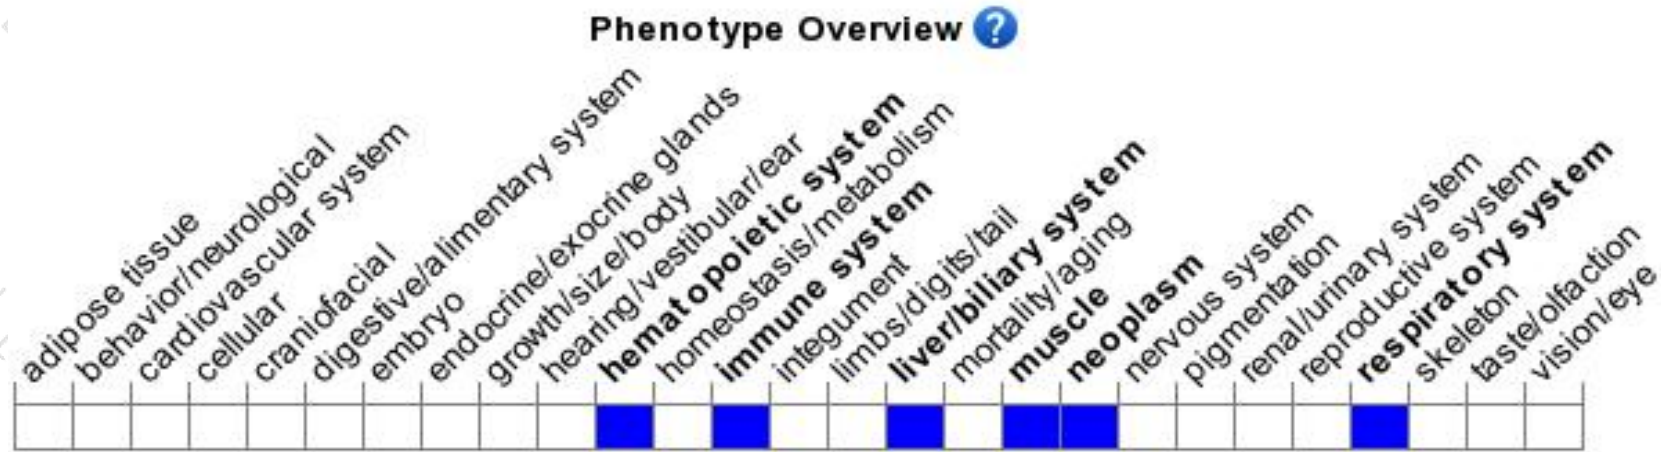 Phenotype Overview ?
adipose tissue
behavior/neurological
cardiovascular system
cellular
craniofacial
digestive/alimentary system
embryo
endocrine/exocrine glands
growth/size/body
hearing/vestibular/ear
hematopoietic system
homeostasis/metabolism
immune system
integument
limbs/digits/tail
liver/biliary system
mortality/aging
muscle
neoplasm
nervous system
pigmentation
renal/urinary system
reproductive system
respiratory system
skeleton
taste/olfaction
vision/eye